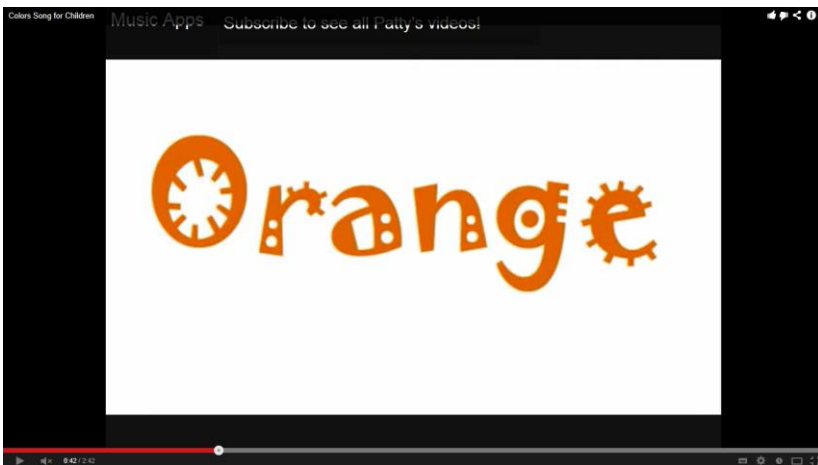 Colors Song for Children
Music Apps Subscribe to see all Patty's videos!
Orange
0:42 / 2:42